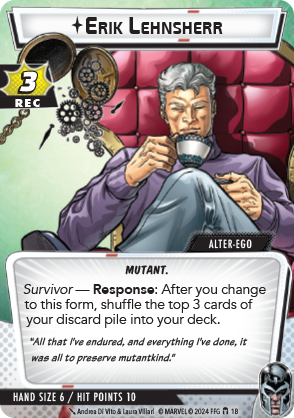 Erik Lehnsherr
3
REC
ALTER-EGO
MUTANT.
Survivor — Response: After you change
to this form, shuffle the top 3 cards of
your discard pile into your deck.
"All that I've endured, and everything I've done, it
was all to preserve mutantkind."
HAND SIZE 6 / HIT POINTS 10
Andrea Di Vito & Laura Villari © MARVEL © 2024 FFG 18